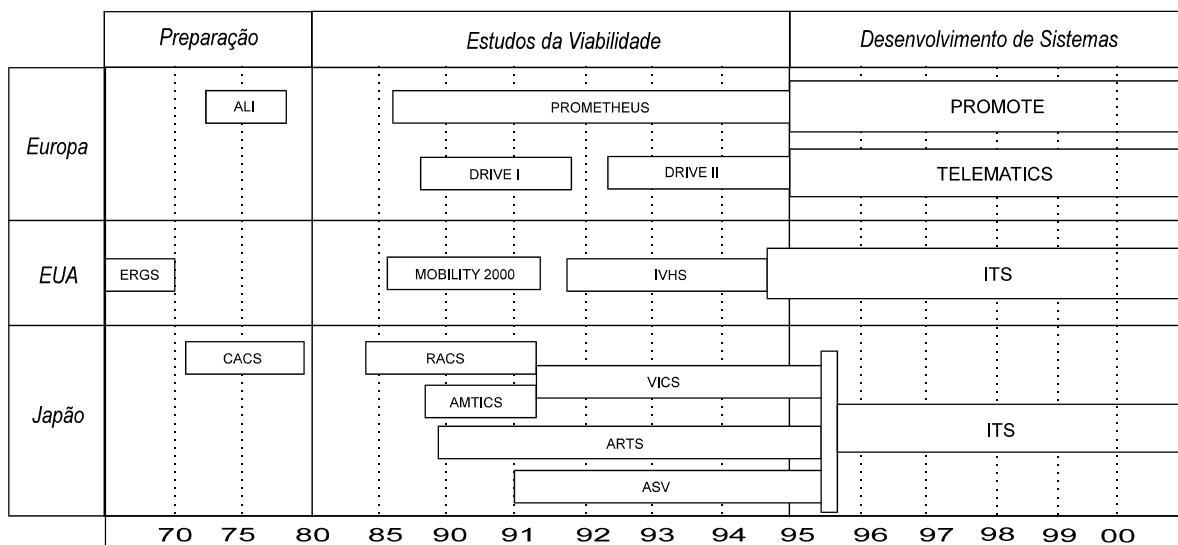 Preparação
Estudos da Viabilidade
Desenvolvimento de Sistemas
Europa
ALI
PROMETHEUS
PROMOTE
DRIVE I
DRIVE II
TELEMATICS
EUA
ERGS
MOBILITY 2000
IVHS
ITS
Japão
CACS
RACS
VICS
AMTICS
ITS
ARTS
ASV
70 75 80 85 90 91 92 93 94 95 96 97 98 99 00